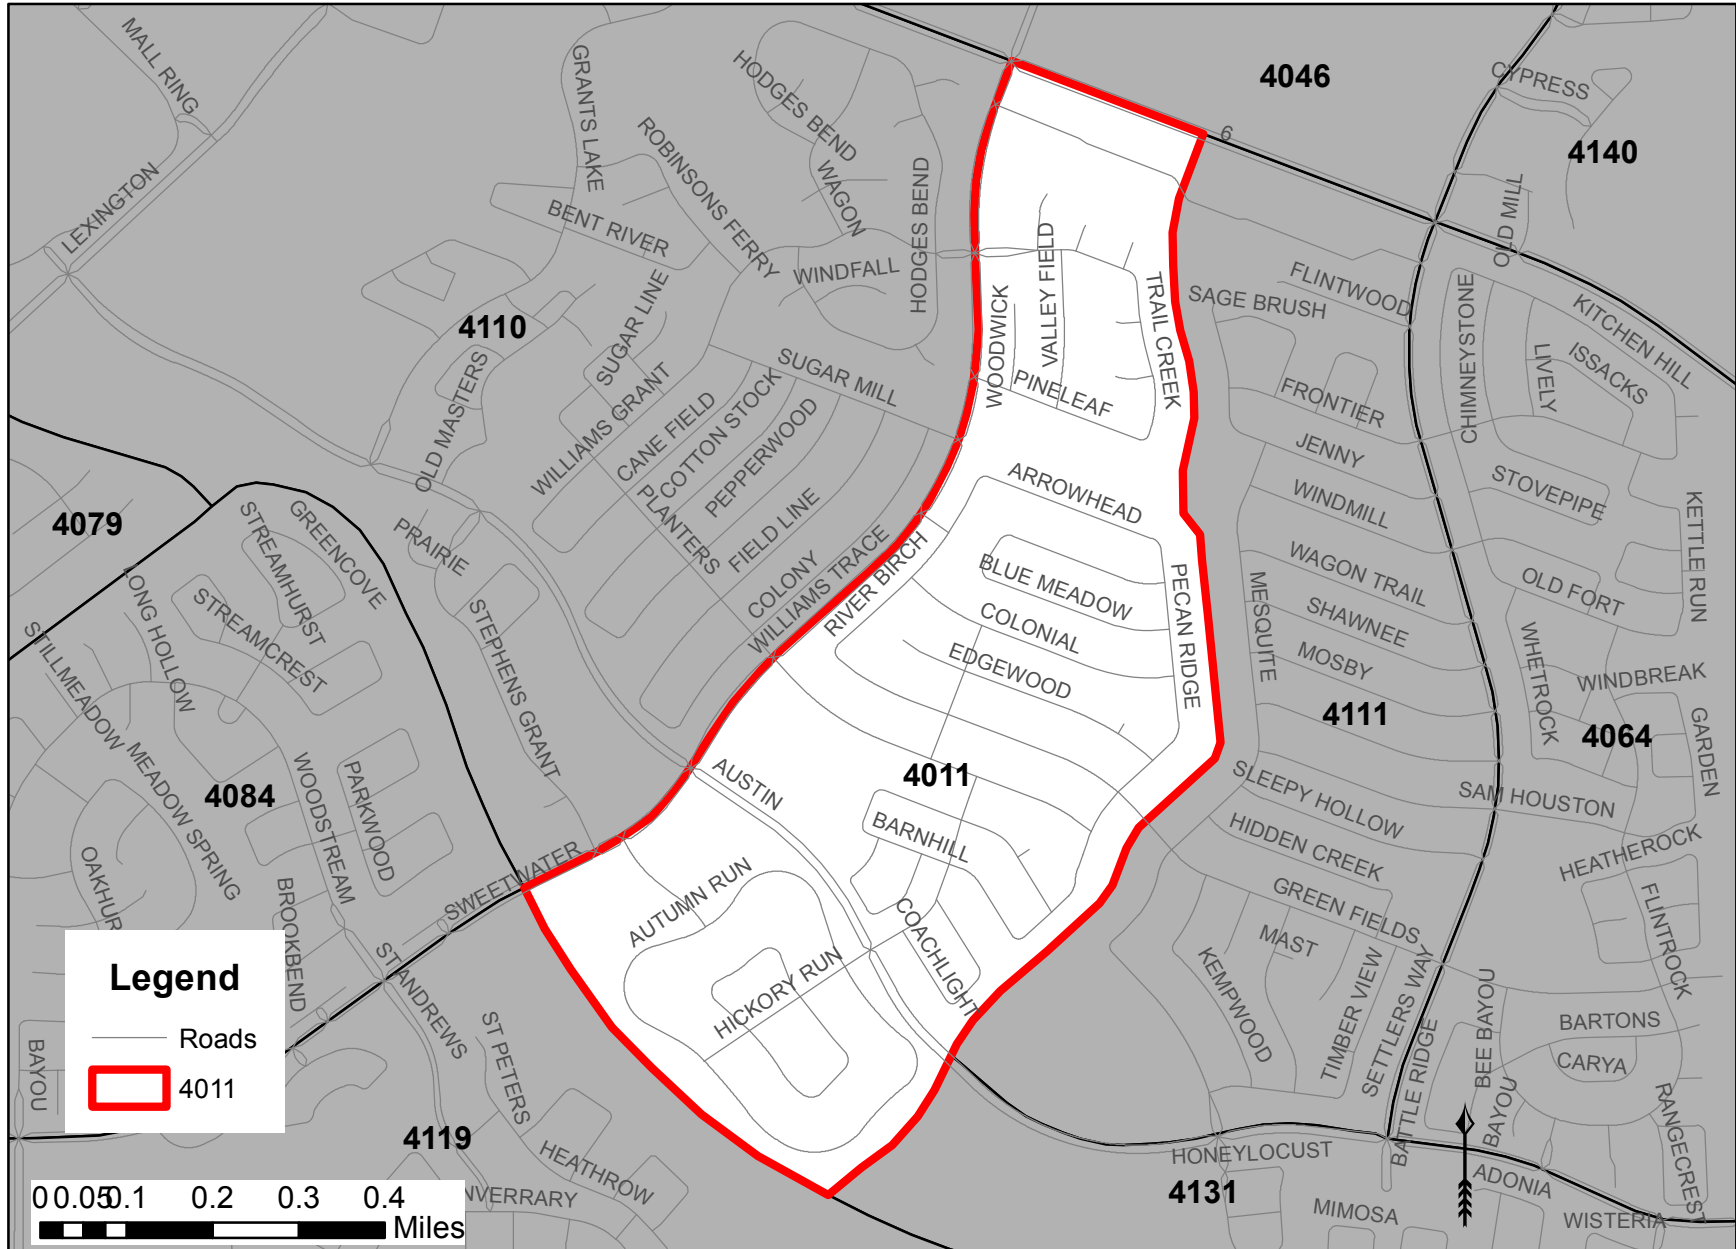 MALL RING
LEXINGTON
GRANTS LAKE
HODGES BEND
ROBINSONS FERRY
WAGON
HODGES BEND
BENT RIVER
WINDFALL
4046
6
CYPRESS
4140
OLD MILL
4110
SUGAR LINE
SUGAR MILL
OLD MASTERS
WILLIAMS GRANT
CANE FIELD
COTTON STOCK
PEPPERWOOD
PLANTERS
FIELD LINE
COLONY
WILLIAMS TRACE
RIVER BIRCH
WOODWICK
VALLEY FIELD
TRAIL CREEK
PINELEAF
SAGE BRUSH
FLINTWOOD
CHIMNEYSTONE
KITCHEN HILL
LIVELY
ISSACKS
FRONTIER
JENNY
WINDMILL
STOVEPIPE
KETTLE RUN
ARROWHEAD
BLUE MEADOW
COLONIAL
EDGEWOOD
PECAN RIDGE
MESQUITE
WAGON TRAIL
SHAWNEE
MOSBY
OLD FORT
WHETROCK
WINDBREAK
4111
4064
GARDEN
4079
GREENCOVE
STREAMHURST
PRAIRIE
LONG HOLLOW
STREAMCREST
STILLMEADOW
STEPHENS GRANT
MEADOW SPRING
4084
WOODSTREAM
PARKWOOD
OAKHUR
BROOKBEND
SWEETWATER
AUSTIN
4011
BARNHILL
SLEEPY HOLLOW
SAM HOUSTON
HIDDEN CREEK
HEATHEROCK
GREEN FIELDS
FLINTROCK
AUTUMN RUN
COACHLIGHT
HICKORY RUN
MAST
KEMPWOOD
TIMBER VIEW
SETTLERS WAY
BATTLE RIDGE
BEE BAYOU
BAYOU
BARTONS
CARYA
RANGECREST
ST ANDREWS
ST PETERS
4119
HEATHROW
NVERRARY
HONEYLOCUST
4131
MIMOSA
ADONIA
WISTERIA
Legend
Roads
4011
BAYOU
0 0.05 0.1 0.2 0.3 0.4
Miles